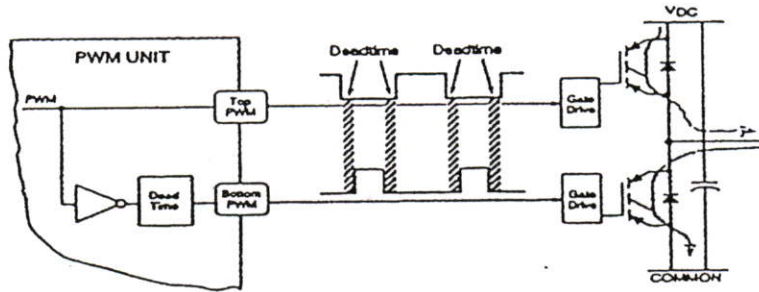 VDC
Deadtime Deadtime
PWM UNIT
PWM
Top
PWM
Gate
Drive
Dead
Time
Bottom
PWM
Gate
Drive
COMMON